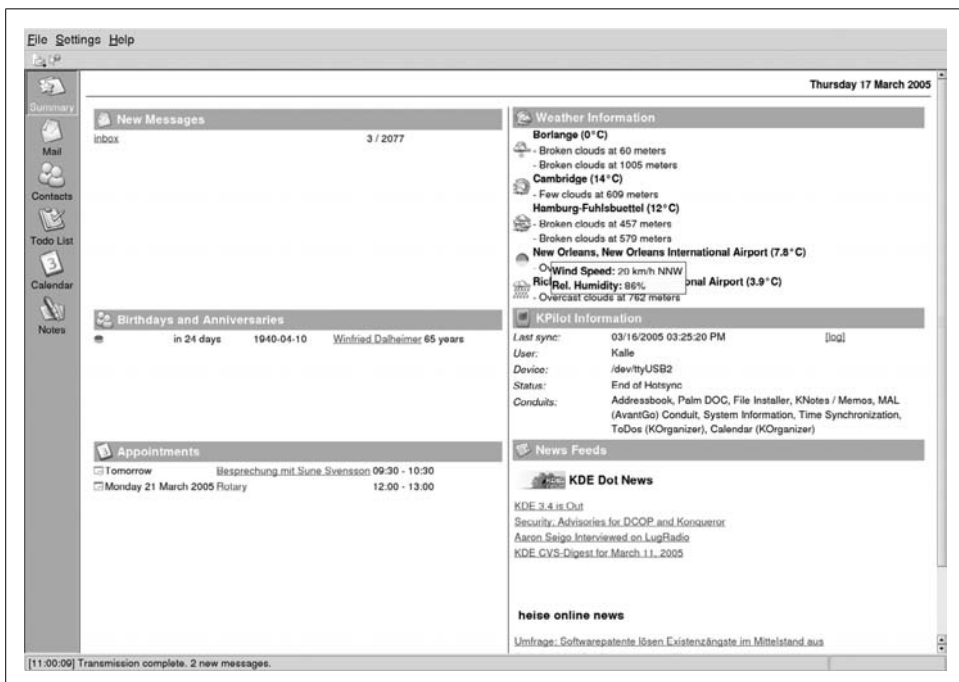 File Settings Help
Thursday 17 March 2005
Summary
Mail
Contacts
Todo List
Calendar
Notes
New Messages
inbox 3 / 2077
Birthdays and Anniversaries
in 24 days 1940-04-10 Winfried Dalheimer 65 years
Appointments
Tomorrow Besprechung mit Sune Svensson 09:30 - 10:30
Monday 21 March 2005 Rotary 12:00 - 13:00
Weather Information
Borlange (0°C)
- Broken clouds at 60 meters
- Broken clouds at 1005 meters
Cambridge (14°C)
- Few clouds at 609 meters
Hamburg-Fuhlsbuettel (12°C)
- Broken clouds at 457 meters
- Broken clouds at 579 meters
New Orleans, New Orleans International Airport (7.8°C)
Wind Speed: 20 km/h NNW
Rel. Humidity: 86%
Airport (3.9°C)
- Overcast clouds at 762 meters
KPilot Information
Last sync: 03/16/2005 03:25:20 PM [log]
User: Kalle
Device: /dev/ttyUSB2
Status: End of Hotsync
Conduits: Addressbook, Palm DOC, File Installer, KNotes / Memos, MAL
(AvantGo) Conduit, System Information, Time Synchronization,
ToDos (KOrganizer), Calendar (KOrganizer)
News Feeds
KDE Dot News
KDE 3.4 is Out
Security: Advisories for DCOP and Konqueror
Aaron Seigo Interviewed on LugRadio
KDE CVS-Digest for March 11, 2005
heise online news
Umfrage: Softwarepatente lösen Existenzängste im Mittelstand aus
[11:00:09] Transmission complete. 2 new messages.